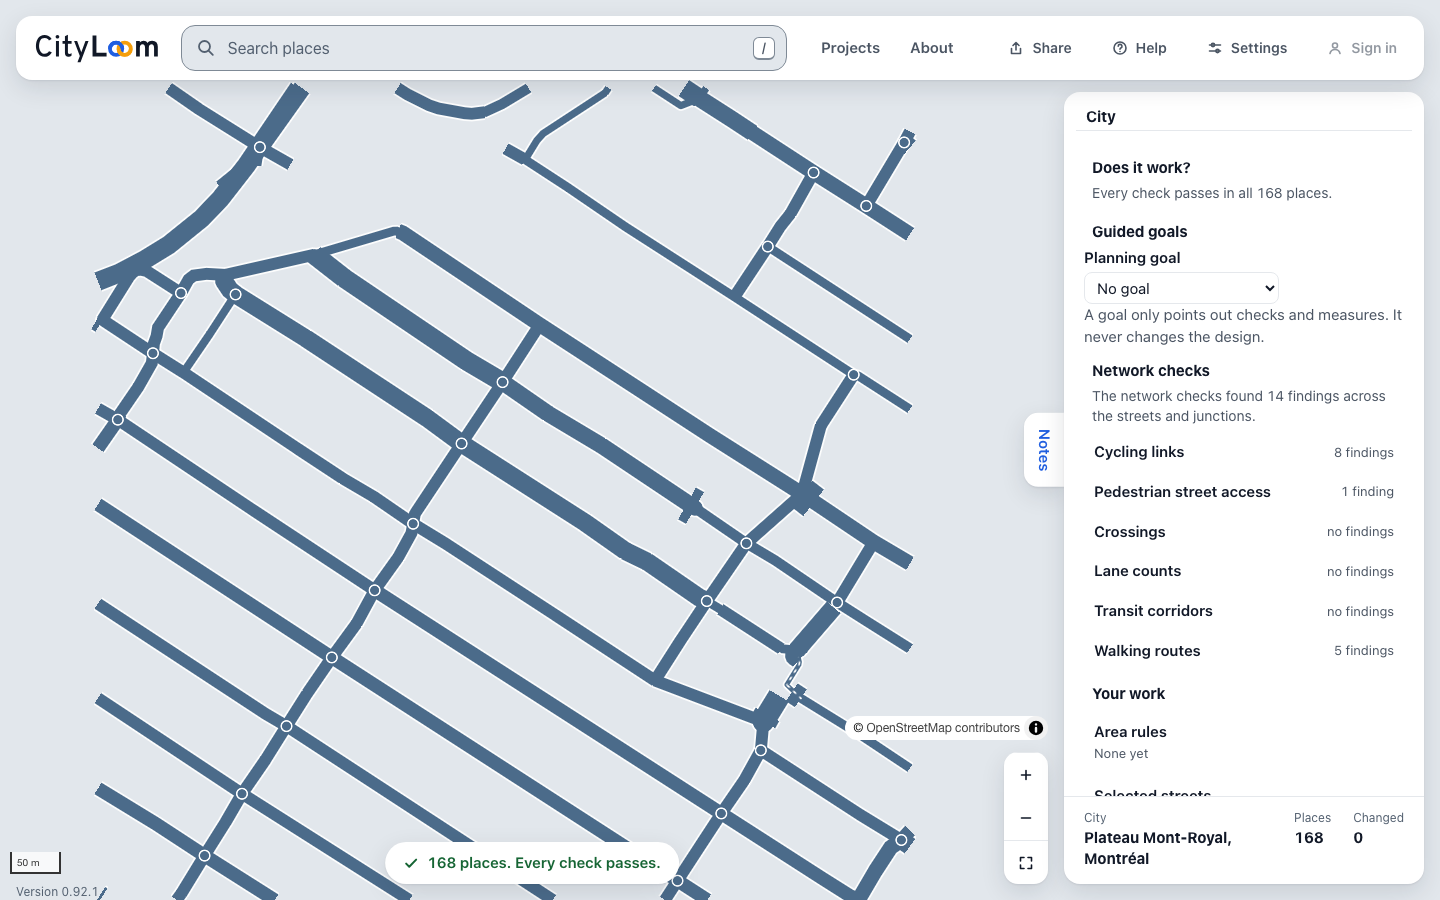 CityLoom
Search places
/
Projects
About
Share
Help
Settings
Sign in
City
Does it work?
Every check passes in all 168 places.
Guided goals
Planning goal
No goal
A goal only points out checks and measures. It
never changes the design.
Network checks
The network checks found 14 findings across
the streets and junctions.
Cycling links
8 findings
Pedestrian street access
1 finding
Crossings
no findings
Lane counts
no findings
Transit corridors
no findings
Walking routes
5 findings
Your work
Area rules
None yet
Selected streets
City
Plateau Mont-Royal,
Montréal
Places
168
Changed
0
Notes
© OpenStreetMap contributors
+
−
168 places. Every check passes.
50 m
Version 0.92.1